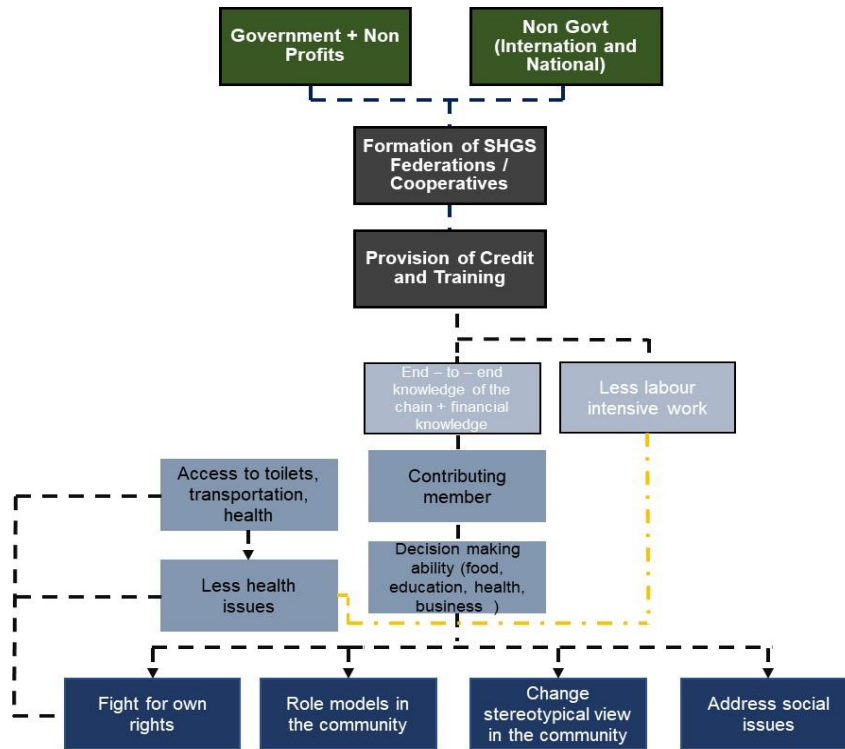 Government + Non
Profits
Non Govt
(Internation and
National)
Formation of SHGS
Federations /
Cooperatives
Provision of Credit
and Training
End – to – end
knowledge of the
chain + financial
knowledge
Less labour
intensive work
Access to toilets,
transportation,
health
Contributing
member
Less health
issues
Decision making
ability (food,
education, health,
business )
Fight for own
rights
Role models in
the community
Change
stereotypical view
in the community
Address social
issues